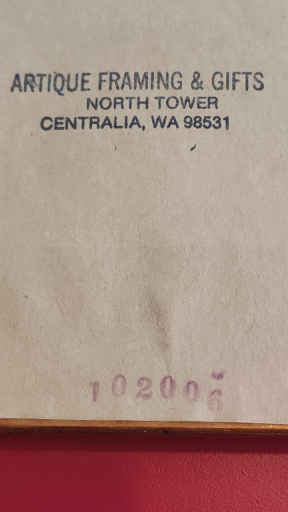 ARTIQUE FRAMING & GIFTS
NORTH TOWER
CENTRALIA, WA 98531
102006